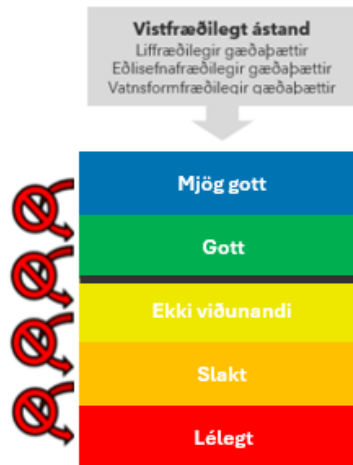 Vistfræðilegt ástand
Líffræðilegir gæðaþættir
Eðlisefnafræðilegir gæðaþættir
Vatnsformfræðilegir gæðaþættir
Mjög gott
Gott
Ekki viðunandi
Slakt
Lélegt